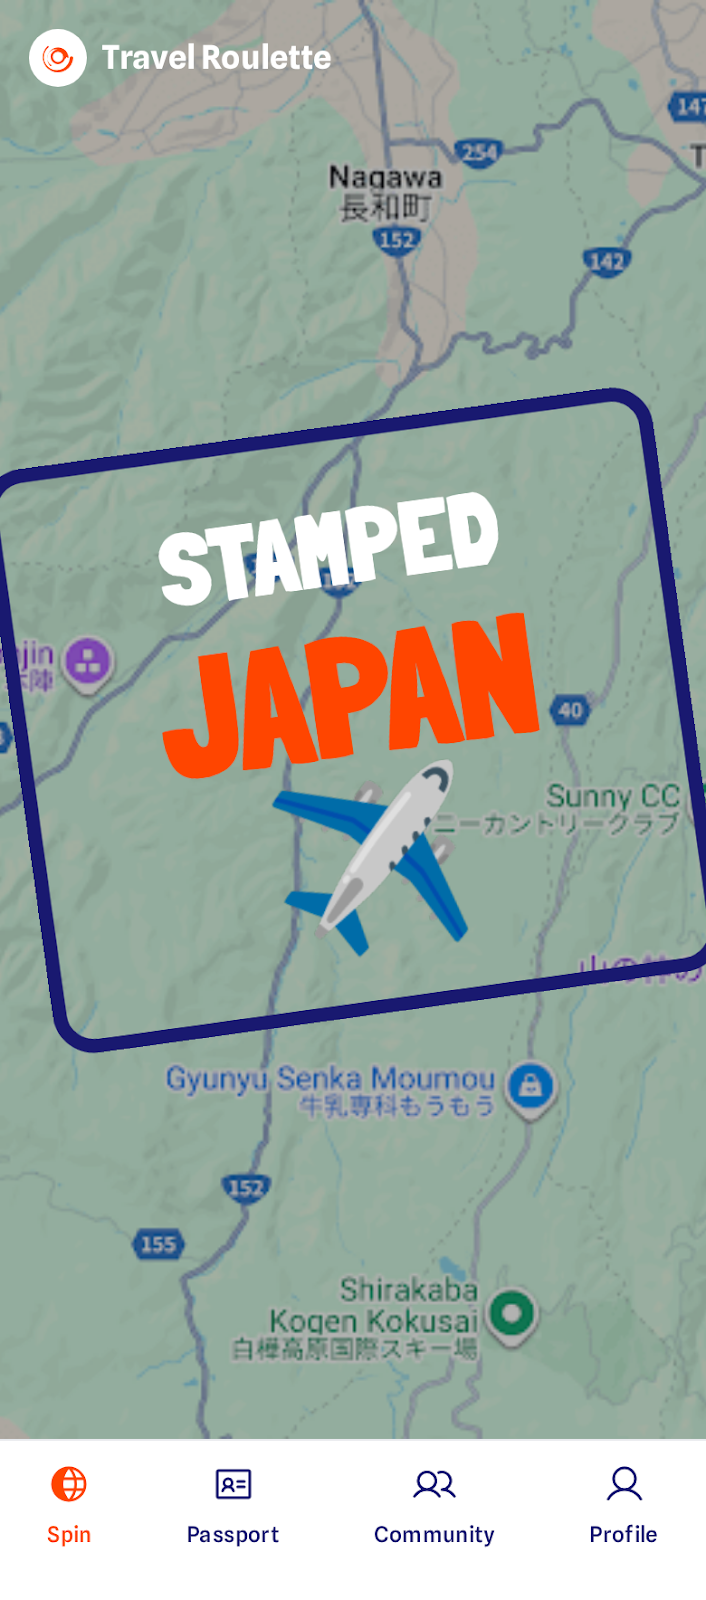 Travel Roulette
147
254
Nagawa
長和町
152
142
STAMPED
JAPAN
jin
本陣
40
Sunny CC
ニーカントリークラブ
Gyunyu Senka Moumou
牛乳専科もうもう
152
155
Shirakaba
Kogen Kokusai
白樺高原国際スキー場
Spin
Passport
Community
Profile